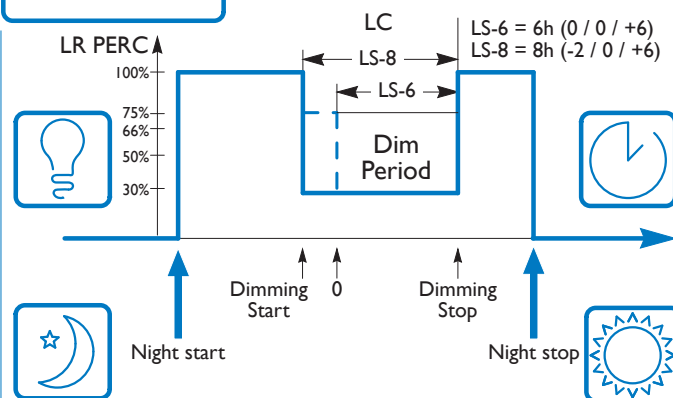 LC
LS-6 = 6h (0 / 0 / +6)
LR PERC
LS-8
LS-8 = 8h (-2 / 0 / +6)
100%
LS-6
75%
66%
Dim
Period
50%
30%
Dimming
Start
0
Dimming
Stop
Night start
Night stop